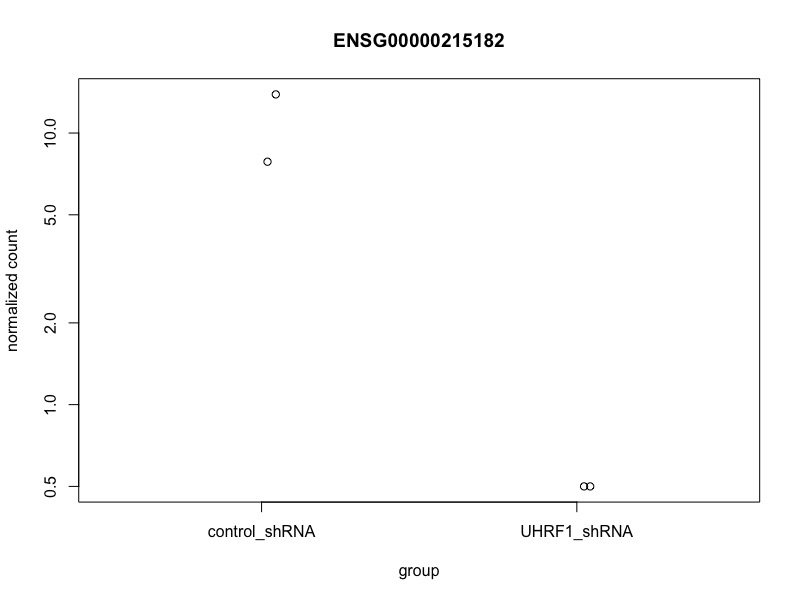 ENSG00000215182
normalized count
10.0
5.0
2.0
1.0
0.5
control_shRNA
UHRF1_shRNA
group